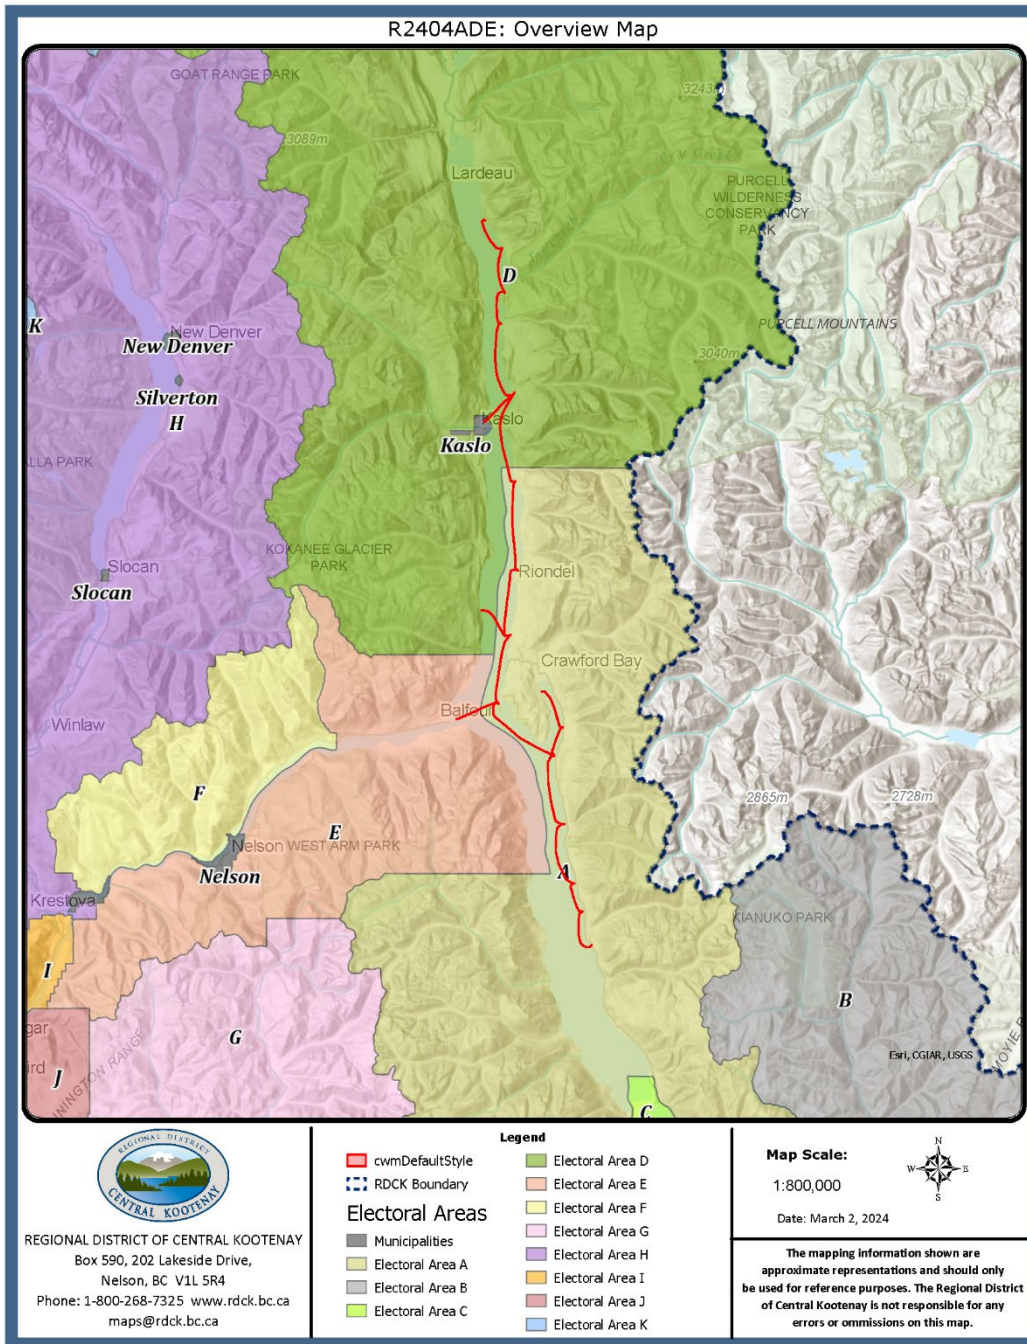 R2404ADE: Overview Map
GOAT RANGE PARK
3243m
3089m
Lardeau
PURCELL
WILDERNESS
CONSERVANCY
PARK
D
K
New Denver
New Denver
PURCELL MOUNTAINS
3040m
Silverton
H
Kaslo
Kaslo
LLA PARK
KOKANEE GLACIER
PARK
Slocan
Slocan
Riondel
Crawford Bay
Winlaw
Balfour
F
2865m
2728m
E
Nelson WEST ARM PARK
Nelson
A
Krestova
KIANUKO PARK
I
B
gar
G
Esri, CGIAR, USGS
ird
J
NINGTON RANGE
MOYIE
C
REGIONAL DISTRICT
CENTRAL KOOTENAY
REGIONAL DISTRICT OF CENTRAL KOOTENAY
Box 590, 202 Lakeside Drive,
Nelson, BC V1L 5R4
Phone: 1-800-268-7325 www.rdck.bc.ca
maps@rdck.bc.ca
Legend
cwmDefaultStyle
RDCK Boundary
Electoral Areas
Municipalities
Electoral Area A
Electoral Area B
Electoral Area C
Electoral Area D
Electoral Area E
Electoral Area F
Electoral Area G
Electoral Area H
Electoral Area I
Electoral Area J
Electoral Area K
Map Scale:
1:800,000
N
W E
S
Date: March 2, 2024
The mapping information shown are
approximate representations and should only
be used for reference purposes. The Regional District
of Central Kootenay is not responsible for any
errors or ommissions on this map.